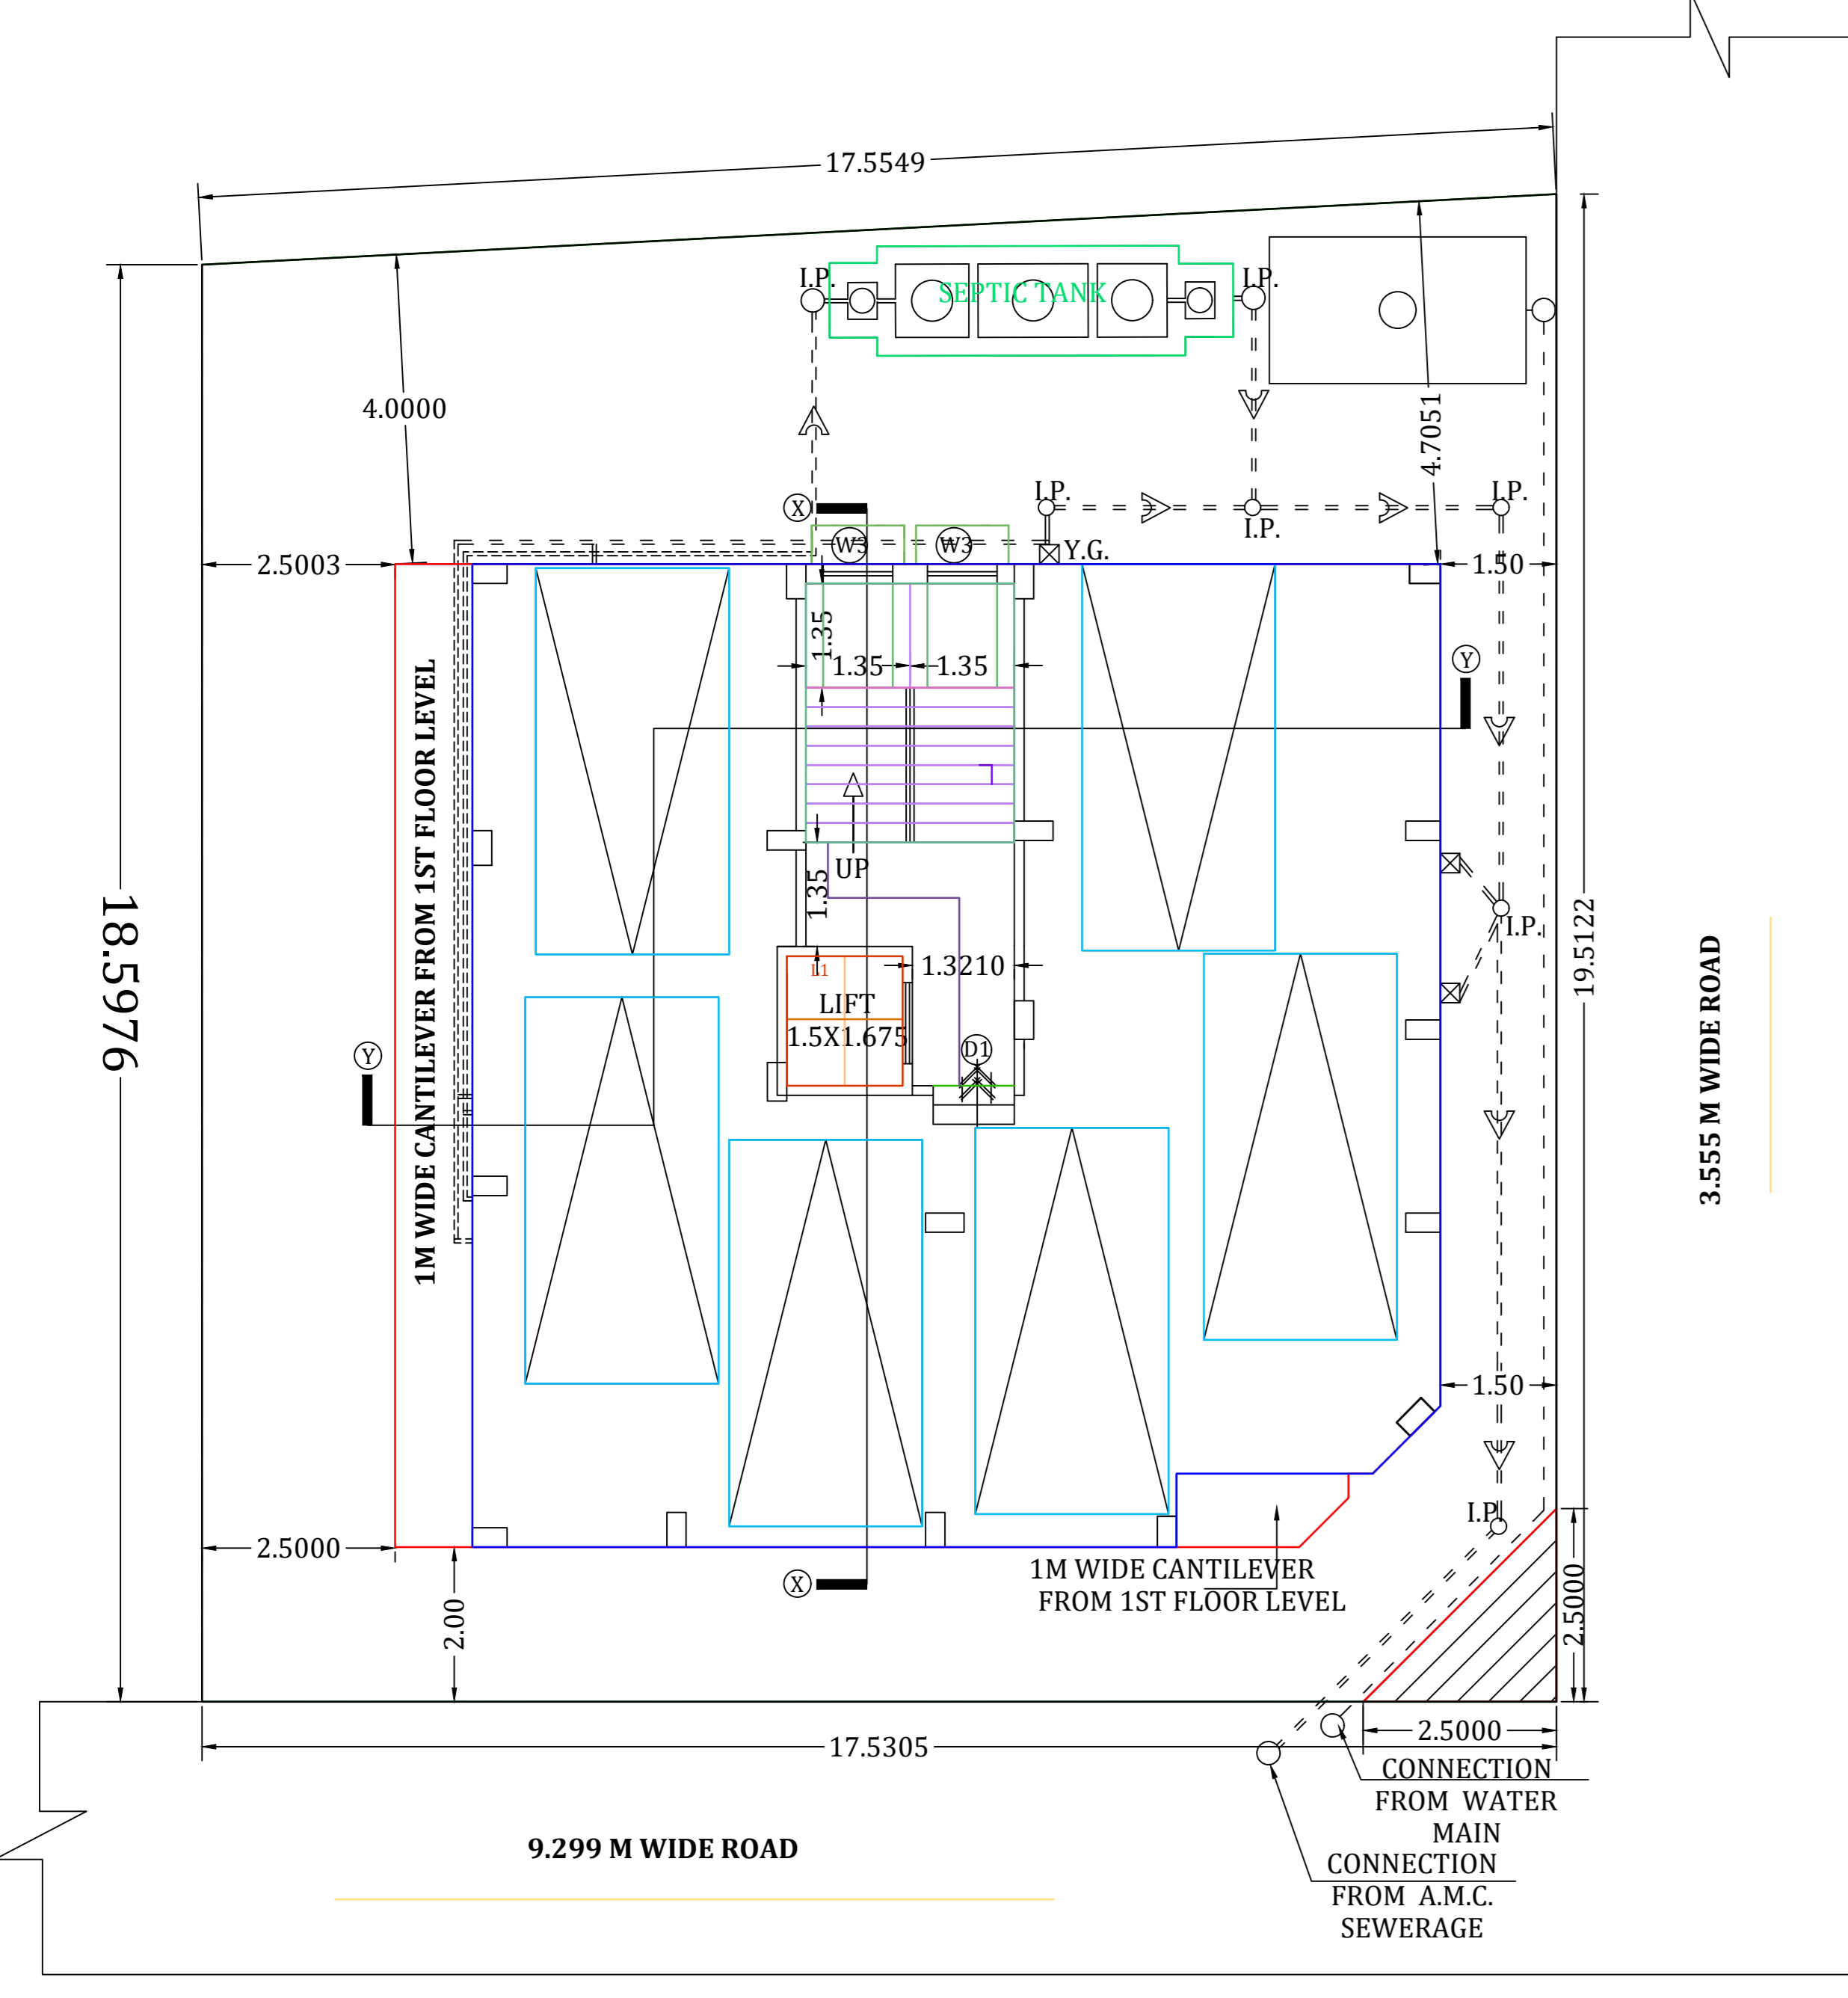 17.5549
I.P.
SEPTIC TANK
I.P.
4.0000
4.7051
X
I.P.
I.P.
I.P.
W3
W3
Y.G.
2.5003
1.50
1.35
1.35
1.35
Y
1M WIDE CANTILEVER FROM 1ST FLOOR LEVEL
UP
1.35
18.5976
I.P.
19.5122
L1
1.3210
LIFT
1.5X1.675
D1
Y
3.555 M WIDE ROAD
1.50
I.P.
2.5000
1M WIDE CANTILEVER
FROM 1ST FLOOR LEVEL
X
2.00
2.5000
2.5000
17.5305
CONNECTION
FROM WATER
MAIN
CONNECTION
FROM A.M.C.
SEWERAGE
9.299 M WIDE ROAD